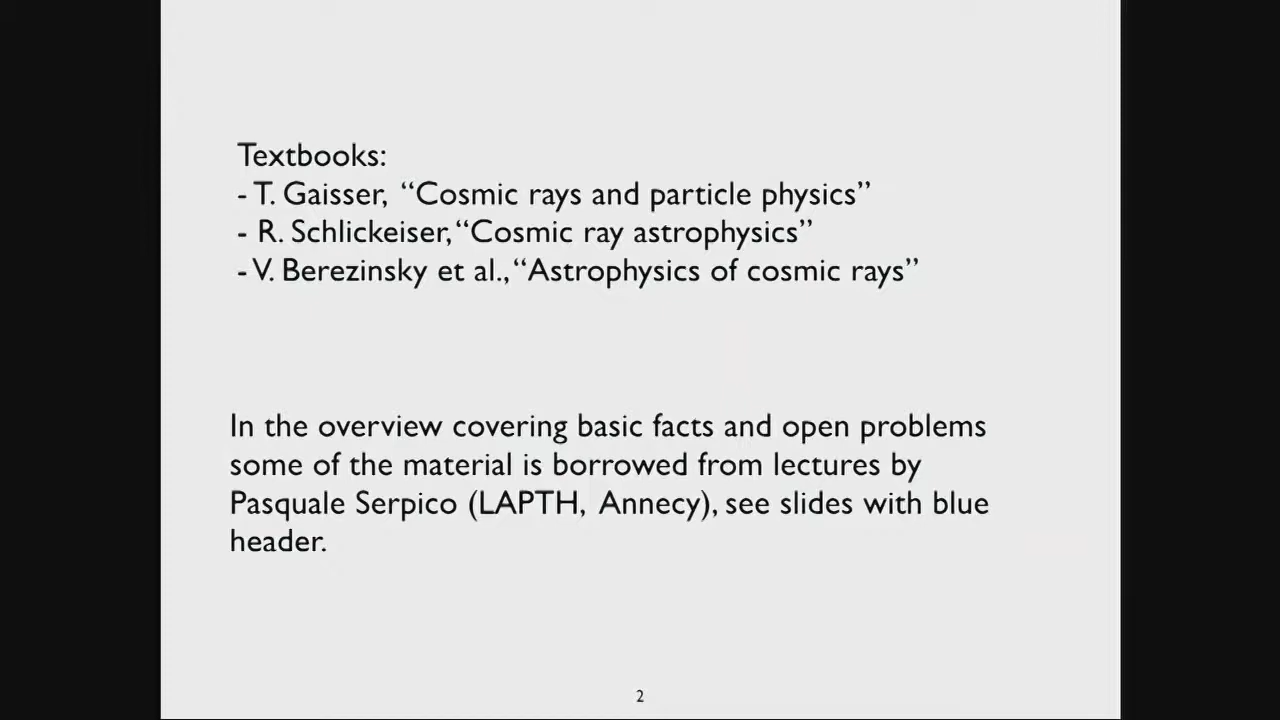 Textbooks:
- T. Gaisser, “Cosmic rays and particle physics”
- R. Schlickeiser, “Cosmic ray astrophysics”
- V. Berezinsky et al., “Astrophysics of cosmic rays”
In the overview covering basic facts and open problems
some of the material is borrowed from lectures by
Pasquale Serpico (LAPTH, Annecy), see slides with blue
header.
2